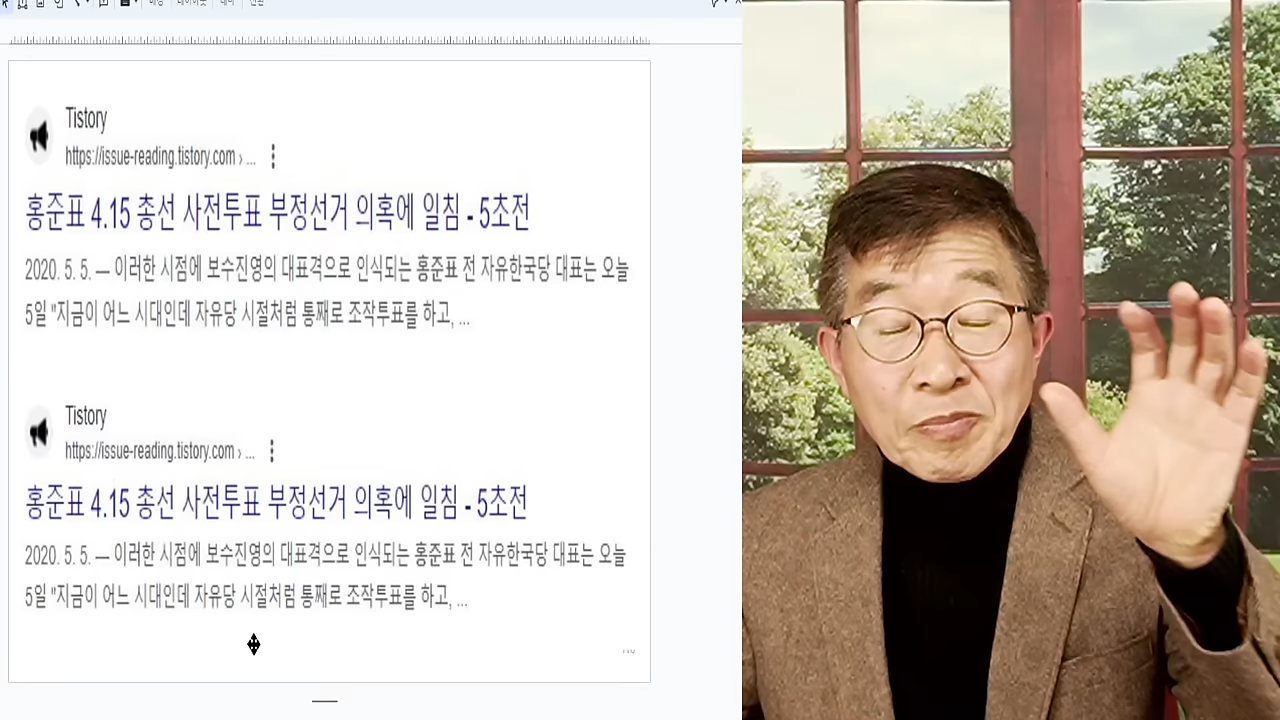 Tistory
https://issue-reading.tistory.com › ...
홍준표 4.15 총선 사전투표 부정선거 의혹에 일침 - 5초전
2020. 5. 5. — 이러한 시점에 보수진영의 대표격으로 인식되는 홍준표 전 자유한국당 대표는 오늘
5일 "지금이 어느 시대인데 자유당 시절처럼 통째로 조작투표를 하고, ...
Tistory
https://issue-reading.tistory.com › ...
홍준표 4.15 총선 사전투표 부정선거 의혹에 일침 - 5초전
2020. 5. 5. — 이러한 시점에 보수진영의 대표격으로 인식되는 홍준표 전 자유한국당 대표는 오늘
5일 "지금이 어느 시대인데 자유당 시절처럼 통째로 조작투표를 하고, ...